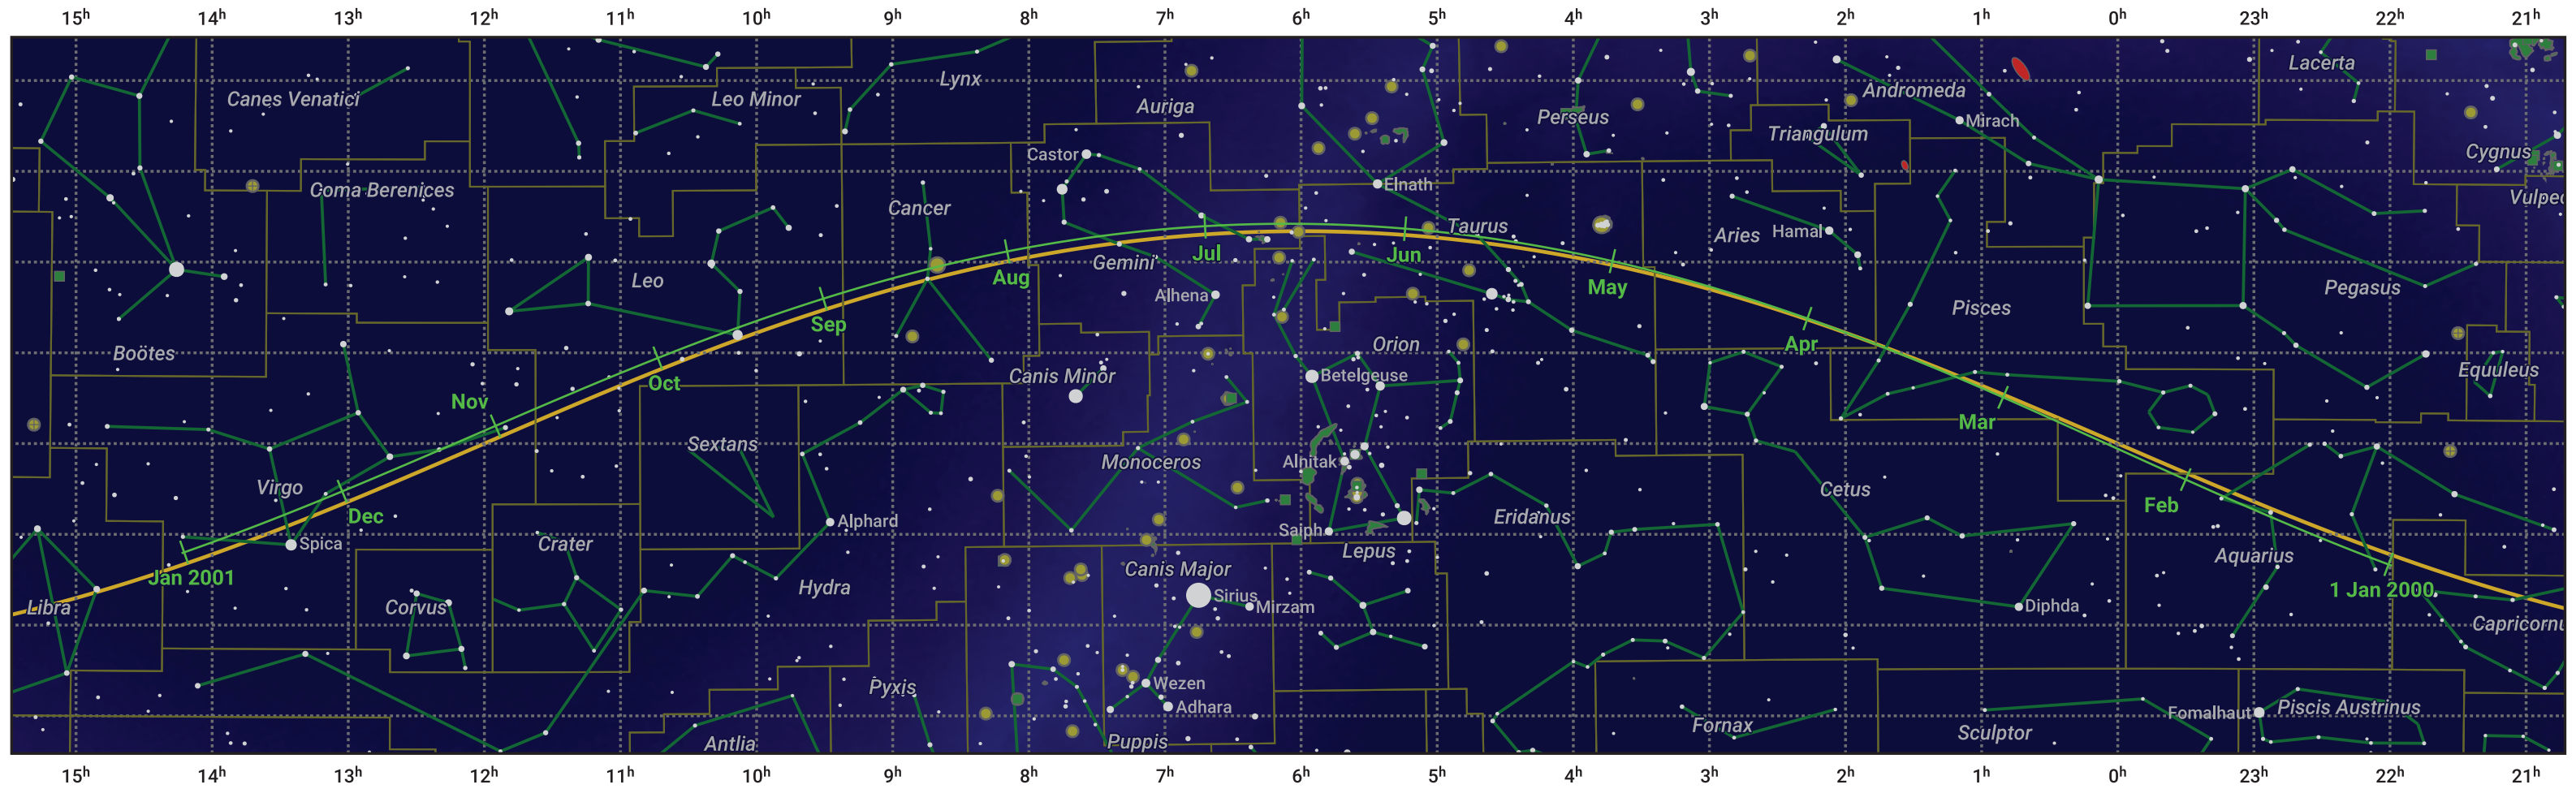 15h 14h 13h 12h 11h 10h 9h 8h 7h 6h 5h 4h 3h 2h 1h 0h 23h 22h 21h
Lacerta
Lynx
Andromeda
Canes Venatici
Leo Minor
Auriga
Perseus
Mirach
Triangulum
Cygnus
Castor
Elnath
Coma Berenices
Vulpec
Cancer
Taurus
Aries
Hamal
Jul
Jun
Gemini
Aug
Leo
May
Pegasus
Alhena
Pisces
Sep
Apr
Orion
Boötes
Canis Minor
Betelgeuse
Equuleus
Oct
Nov
Mar
Sextans
Monoceros
Alnitak
Virgo
Cetus
Feb
Dec
Alphard
Eridanus
Saiph
Spica
Crater
Lepus
Aquarius
Jan 2001
Canis Major
Hydra
1 Jan 2000
Sirius
Mirzam
Libra
Corvus
Diphda
Capricornu
Pyxis
Wezen
Adhara
Piscis Austrinus
Fomalhaut
Fornax
Sculptor
Antlia
Puppis
15h 14h 13h 12h 11h 10h 9h 8h 7h 6h 5h 4h 3h 2h 1h 0h 23h 22h 21h